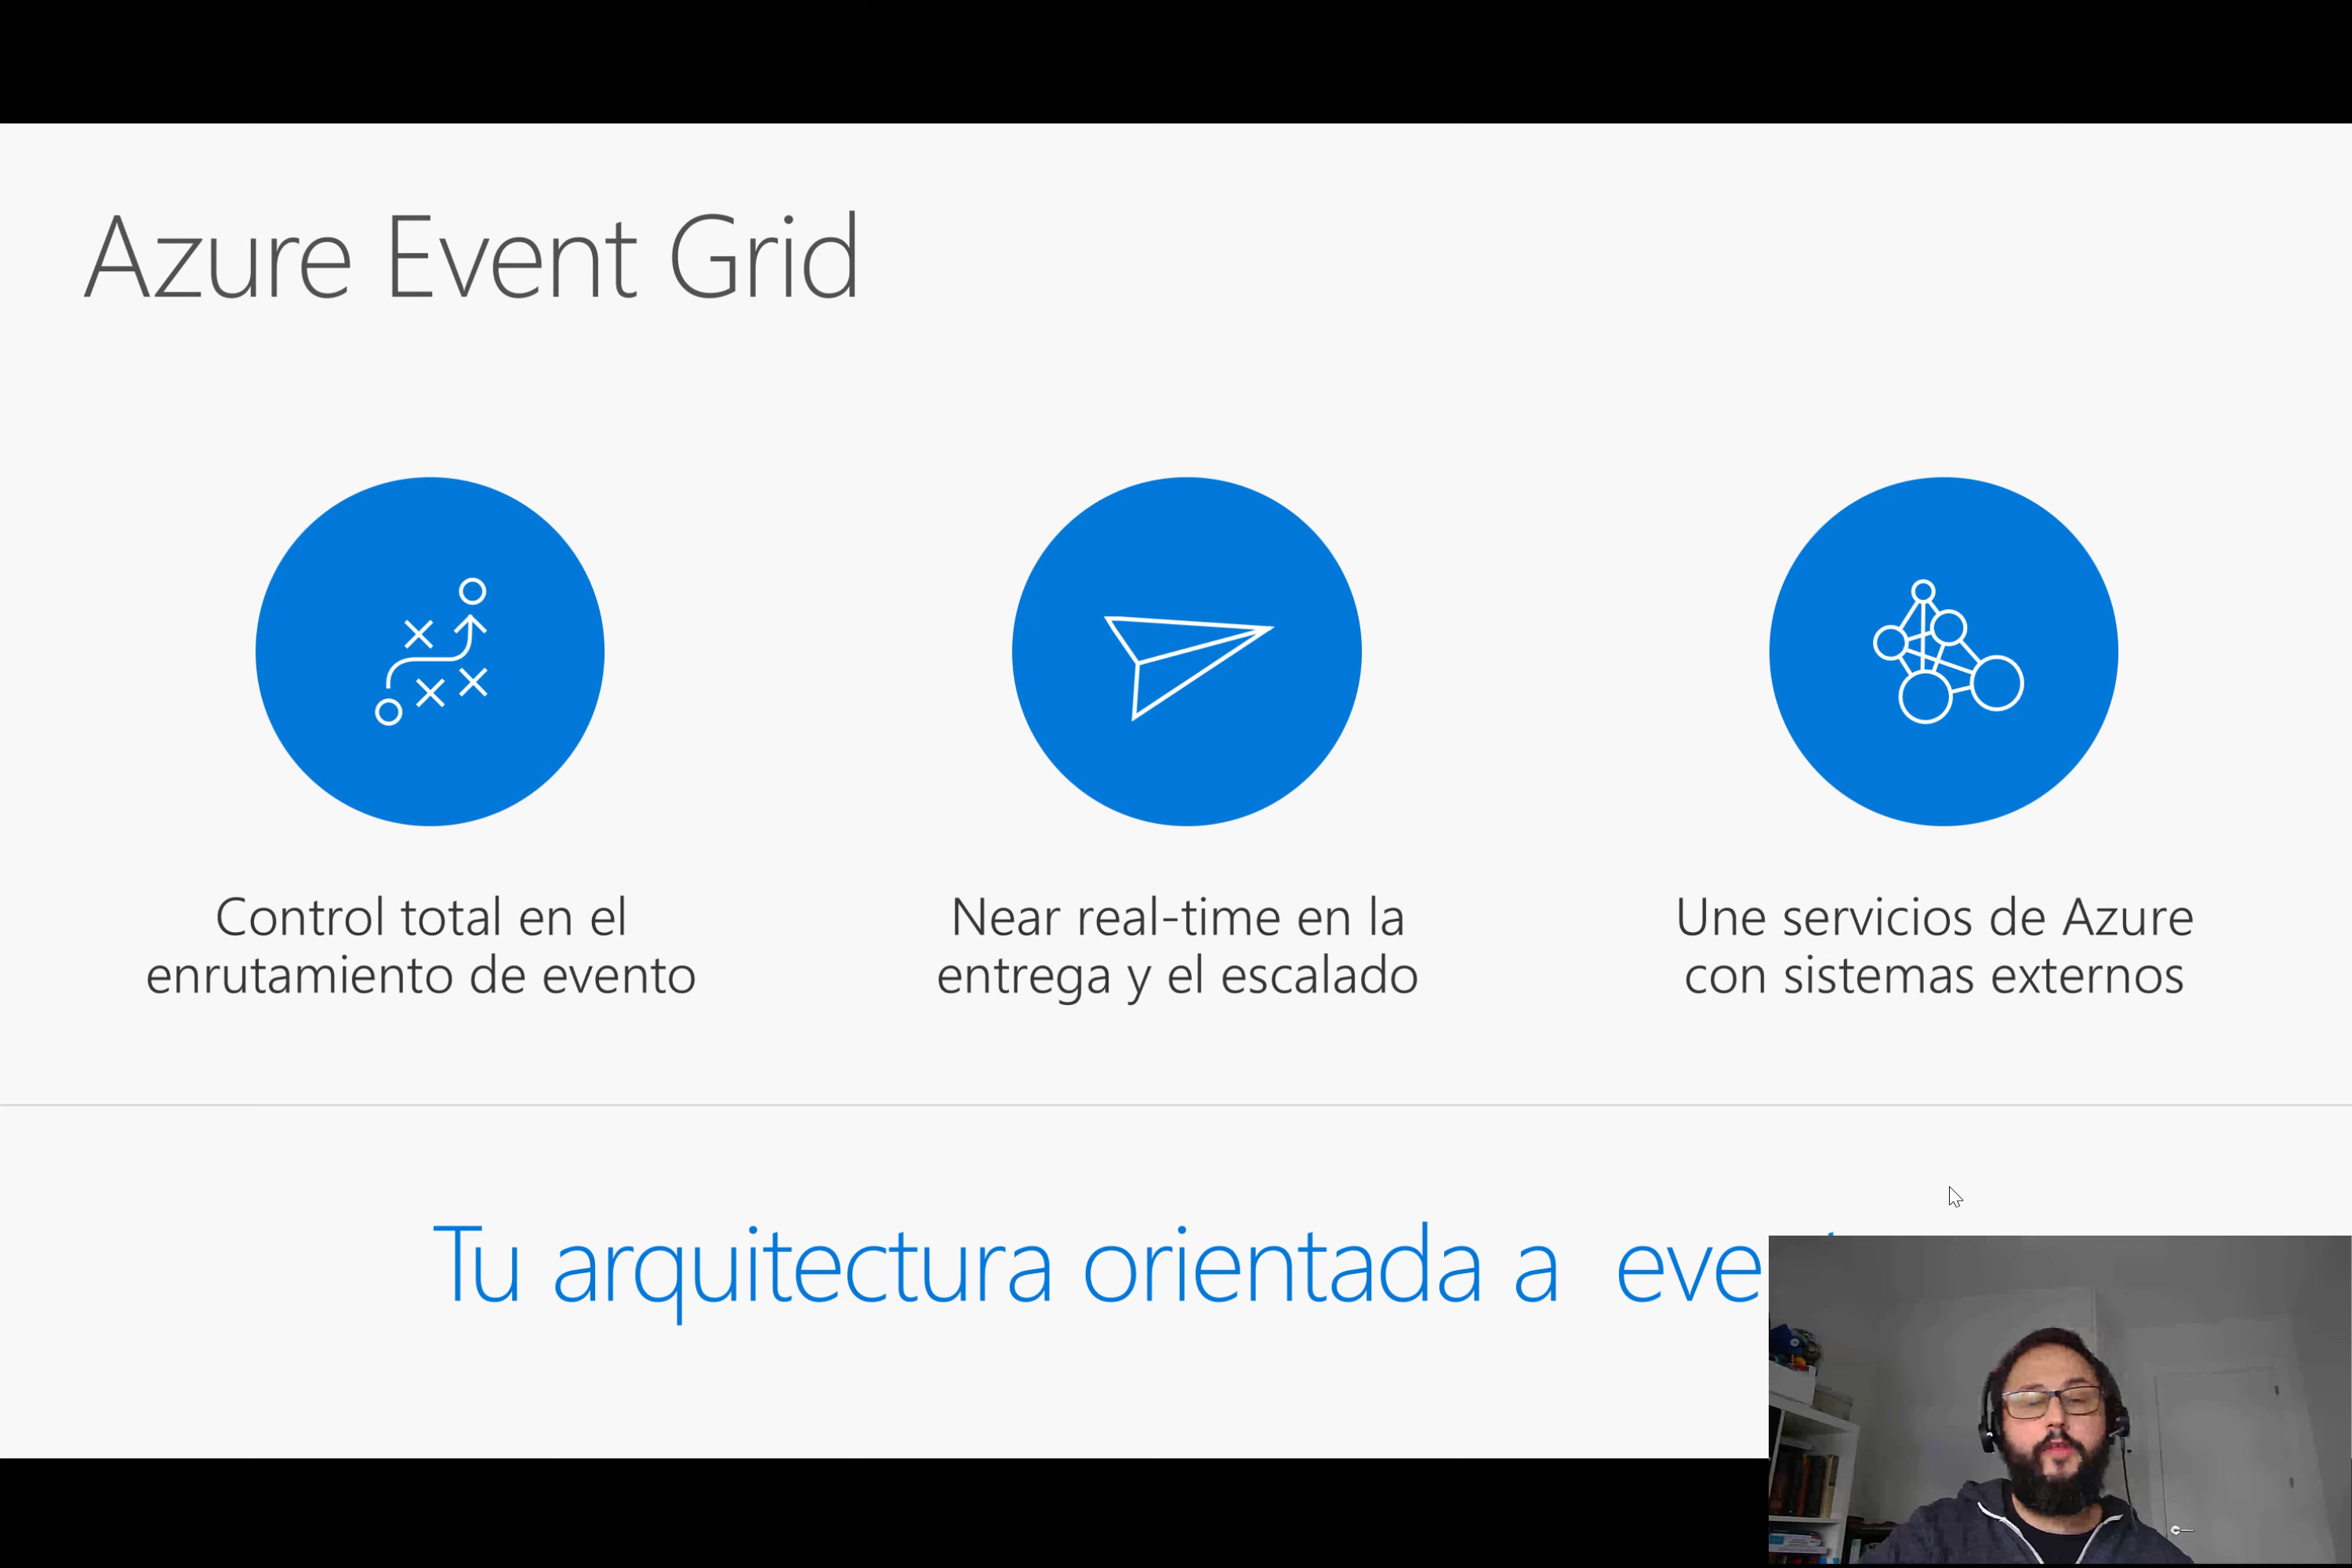 Azure Event Grid
Control total en el
enrutamiento de evento
Near real-time en la
entrega y el escalado
Une servicios de Azure
con sistemas externos
Tu arquitectura orientada a